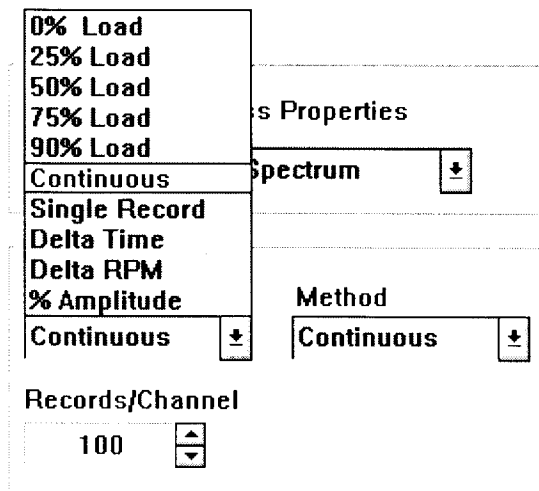 0% Load
25% Load
50% Load
75% Load
90% Load
Continuous
Single Record
Delta Time
Delta RPM
% Amplitude
Continuous
Properties
Spectrum
Method
Continuous
Records/Channel
100